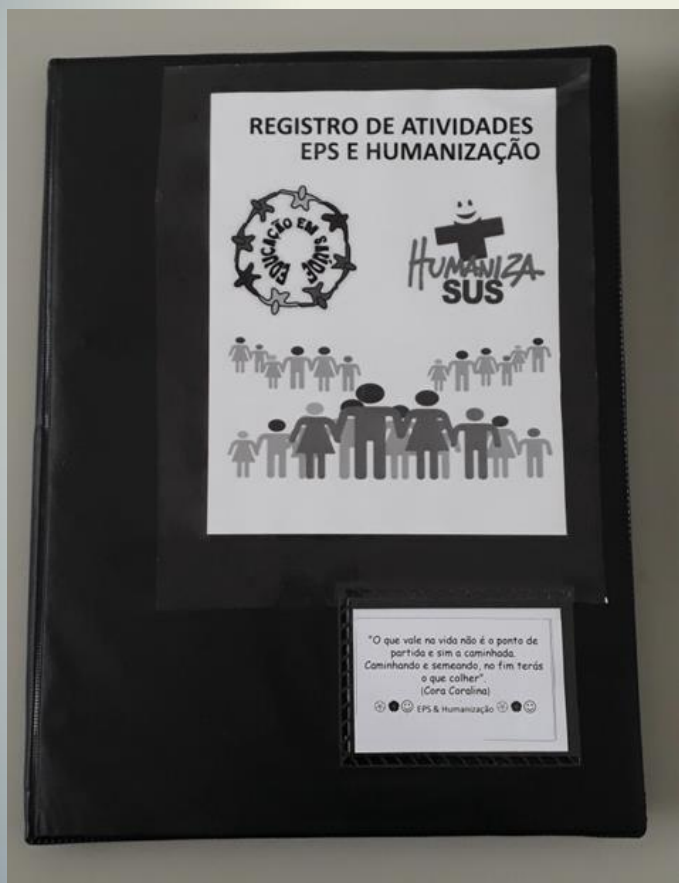 REGISTRO DE ATIVIDADES
EPS E HUMANIZAÇÃO
EDUCAÇÃO EM SAÚDE
HUMANIZA
SUS
"O que vale na vida não é o ponto de
partida e sim a caminhada.
Caminhando e semeando, no fim terás
o que colher".
(Cora Coralina)
EPS & Humanização